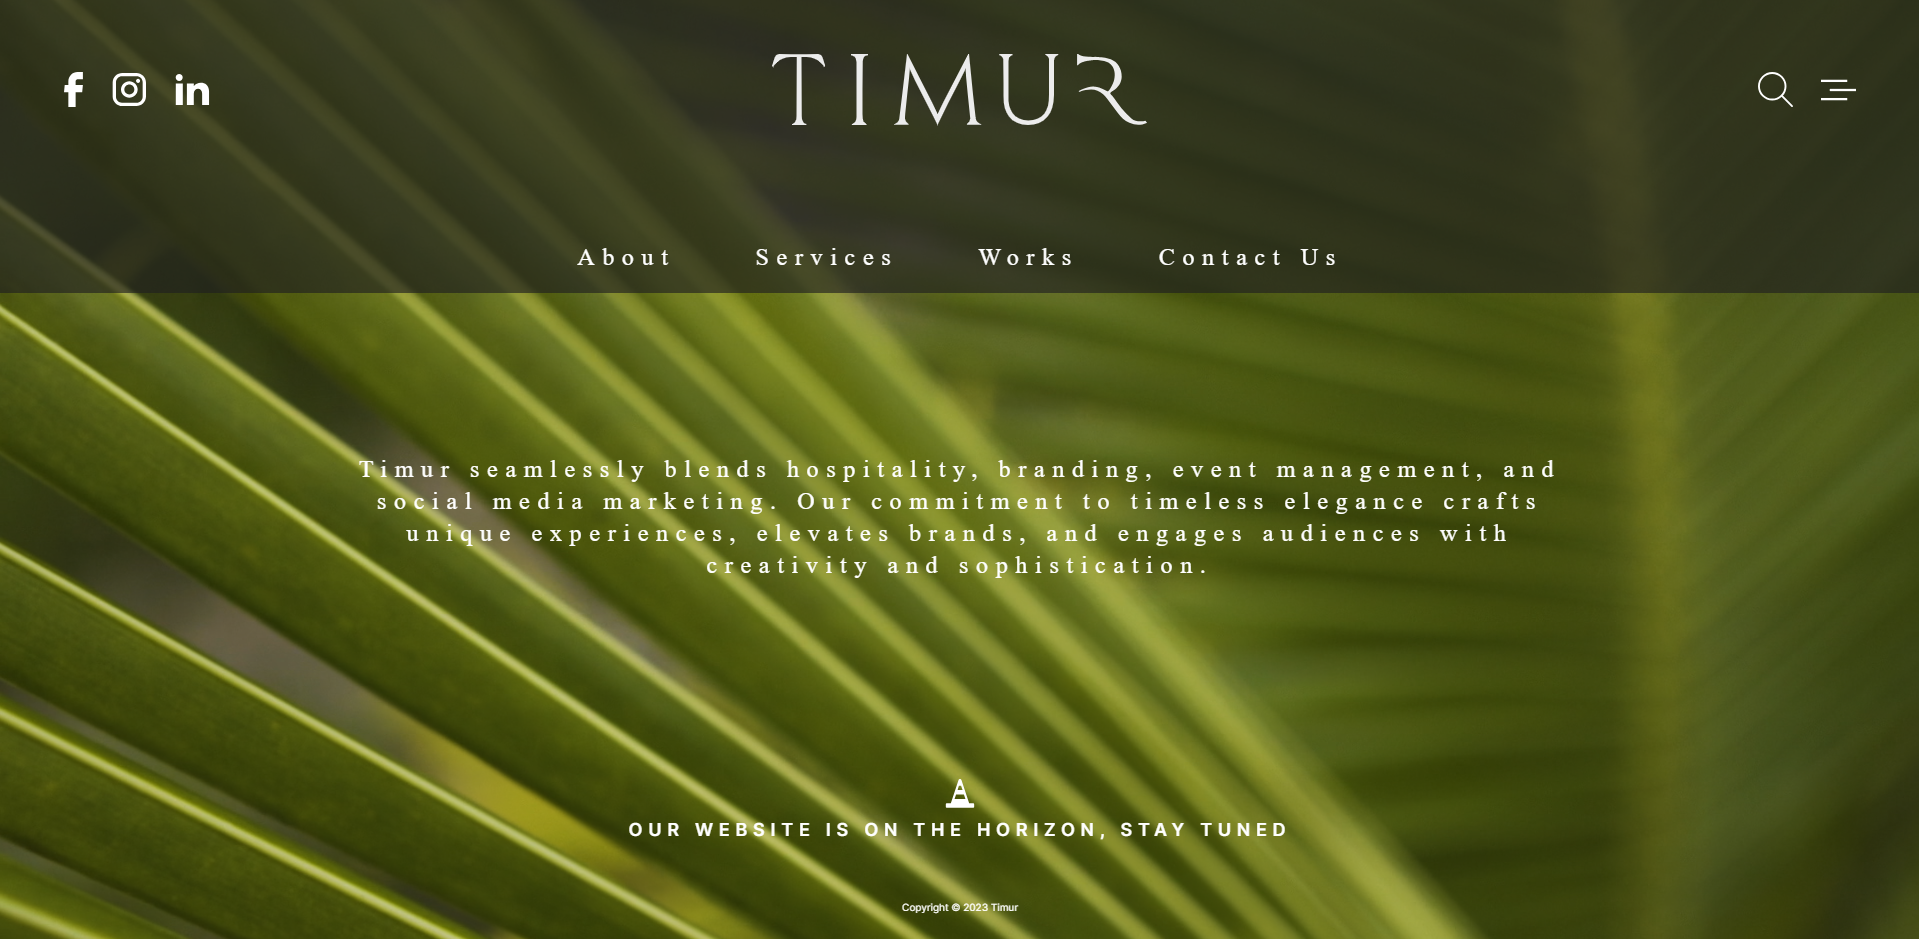 TIMUR
About Services Works Contact Us
Timur seamlessly blends hospitality, branding, event management, and
social media marketing. Our commitment to timeless elegance crafts
unique experiences, elevates brands, and engages audiences with
creativity and sophistication.
OUR WEBSITE IS ON THE HORIZON, STAY TUNED
Copyright © 2023 Timur